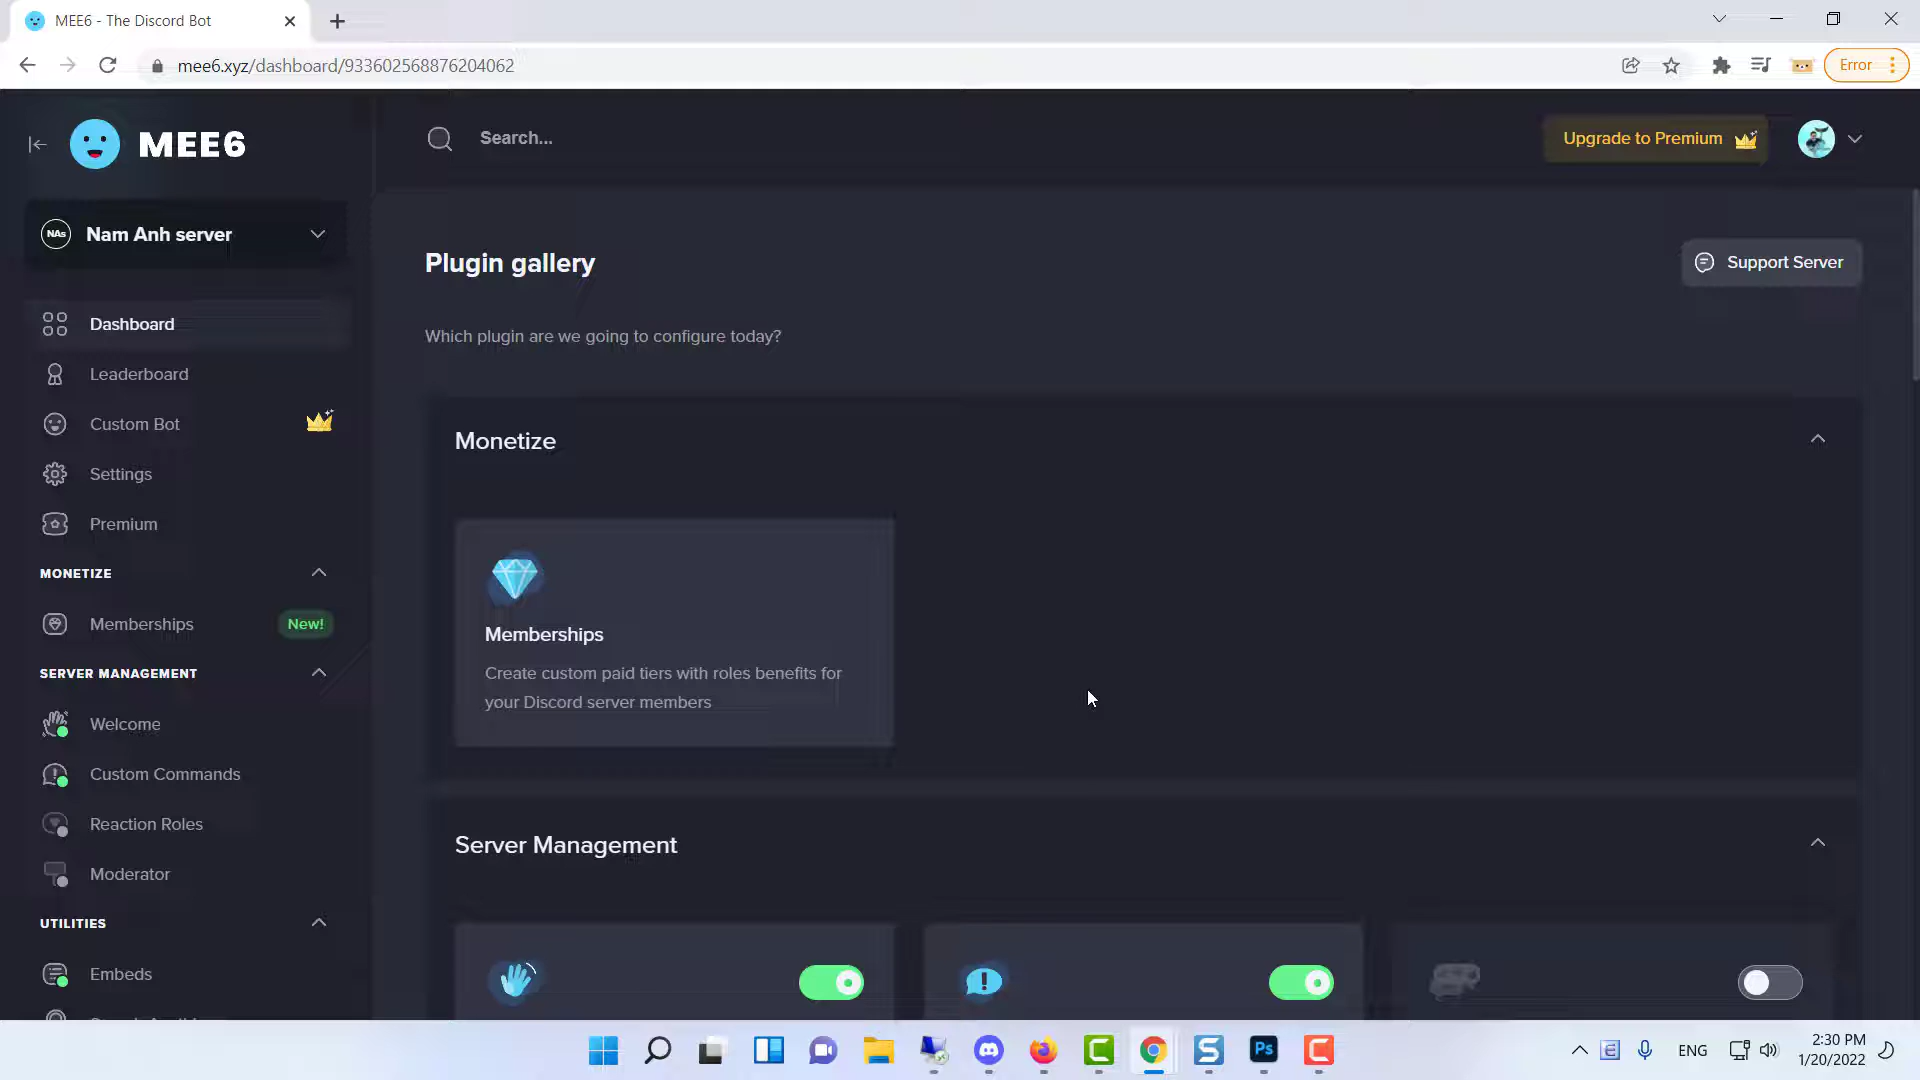 MEE6 - The Discord Bot
mee6.xyz/dashboard/933602568876204062
Error
MEE6
Search...
Upgrade to Premium
NAs
Nam Anh server
Plugin gallery
Support Server
Which plugin are we going to configure today?
Dashboard
Leaderboard
Custom Bot
Settings
Premium
MONETIZE
Memberships
New!
SERVER MANAGEMENT
Welcome
Custom Commands
Reaction Roles
Moderator
UTILITIES
Embeds
Monetize
Memberships
Create custom paid tiers with roles benefits for
your Discord server members
Server Management
Ps
ENG
2:30 PM
1/20/2022